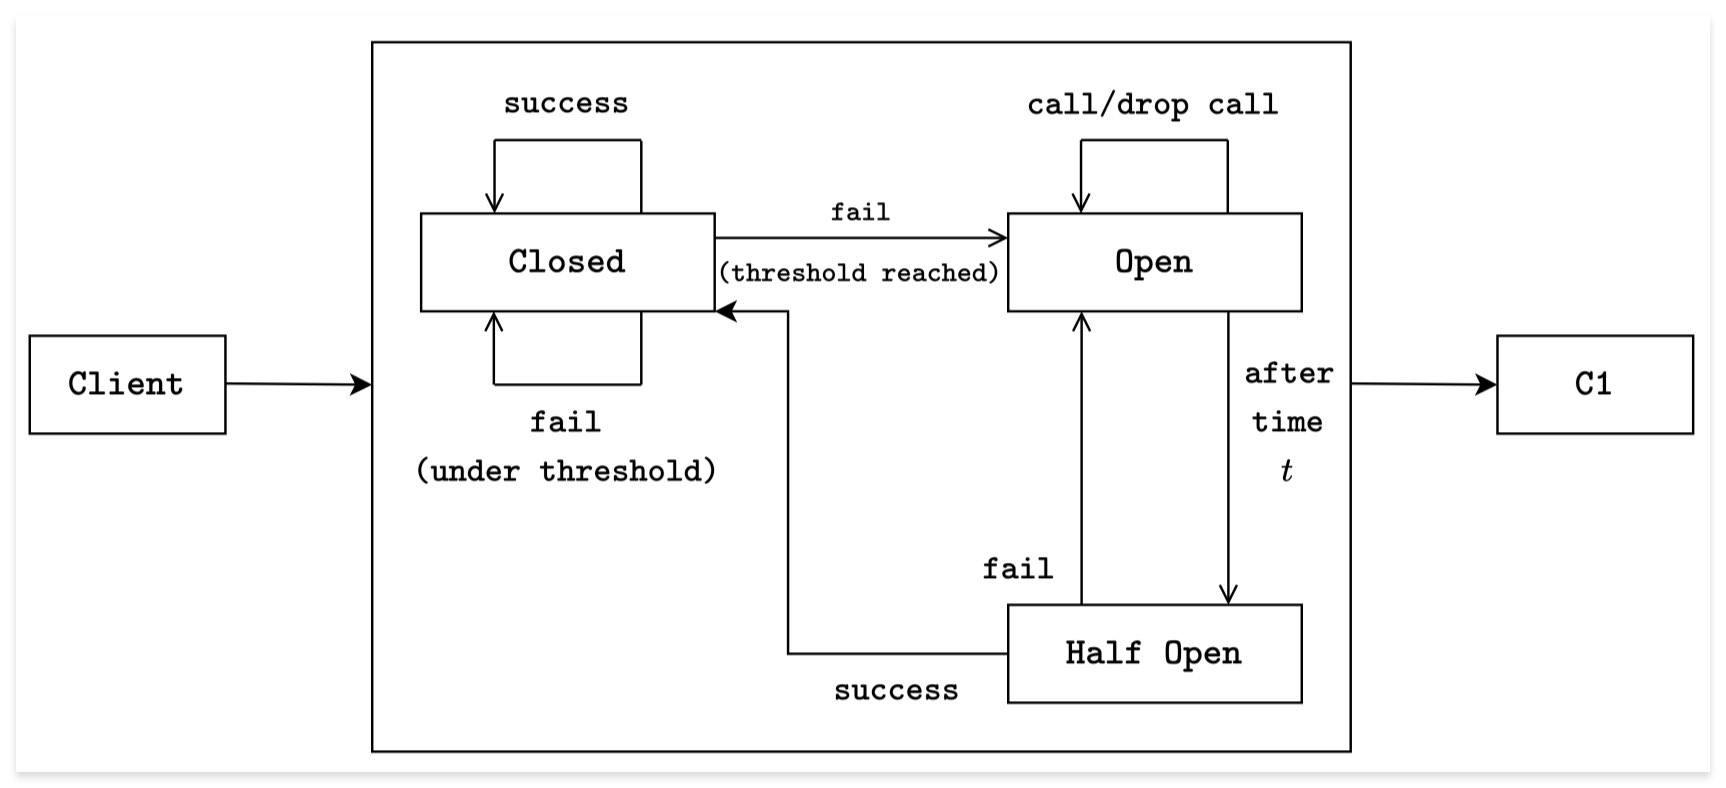 success
call/drop call
fail
Closed
(threshold reached)
Open
Client
fail
(under threshold)
after
time
t
C1
fail
Half Open
success